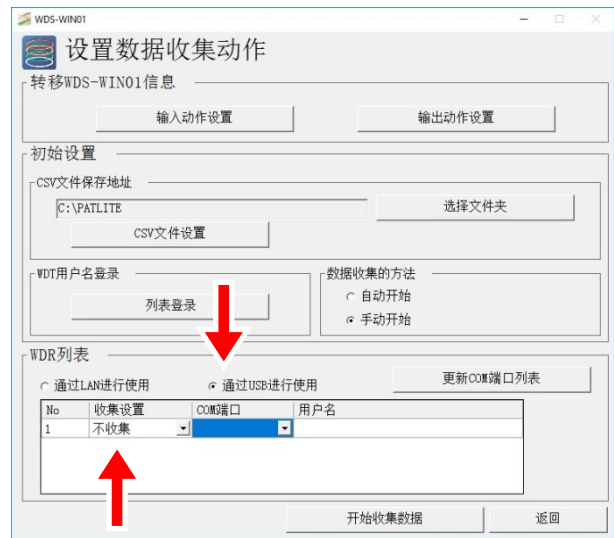 WDS-WIN01
设置数据收集动作
转移WDS-WIN01信息
输入动作设置 输出动作设置
初始设置
CSV文件保存地址
C:\PATLITE 选择文件夹
CSV文件设置
WDT用户名登录 数据收集的方法
列表登录 自动开始
手动开始
WDR列表
通过LAN进行使用 通过USB进行使用 更新COM端口列表
No 收集设置 COM端口 用户名
1 不收集
开始收集数据 返回